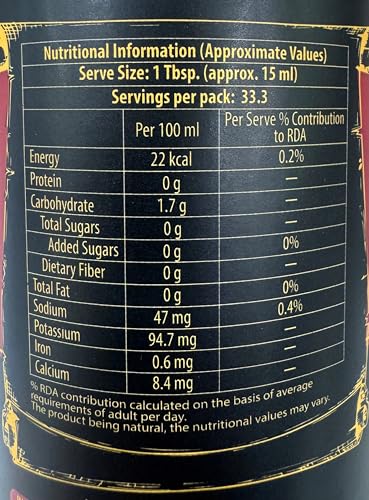 Nutritional Information (Approximate Values)
Serve Size: 1 Tbsp. (approx. 15 ml)
Servings per pack: 33.3
Per 100 ml Per Serve % Contribution to RDA
Energy 22 kcal 0.2%
Protein 0 g —
Carbohydrate 1.7 g —
Total Sugars 0 g —
Added Sugars 0 g 0%
Dietary Fiber 0 g —
Total Fat 0 g 0%
Sodium 47 mg 0.4%
Potassium 94.7 mg —
Iron 0.6 mg —
Calcium 8.4 mg —
% RDA contribution calculated on the basis of average
requirements of adult per day.
The product being natural, the nutritional values may vary.